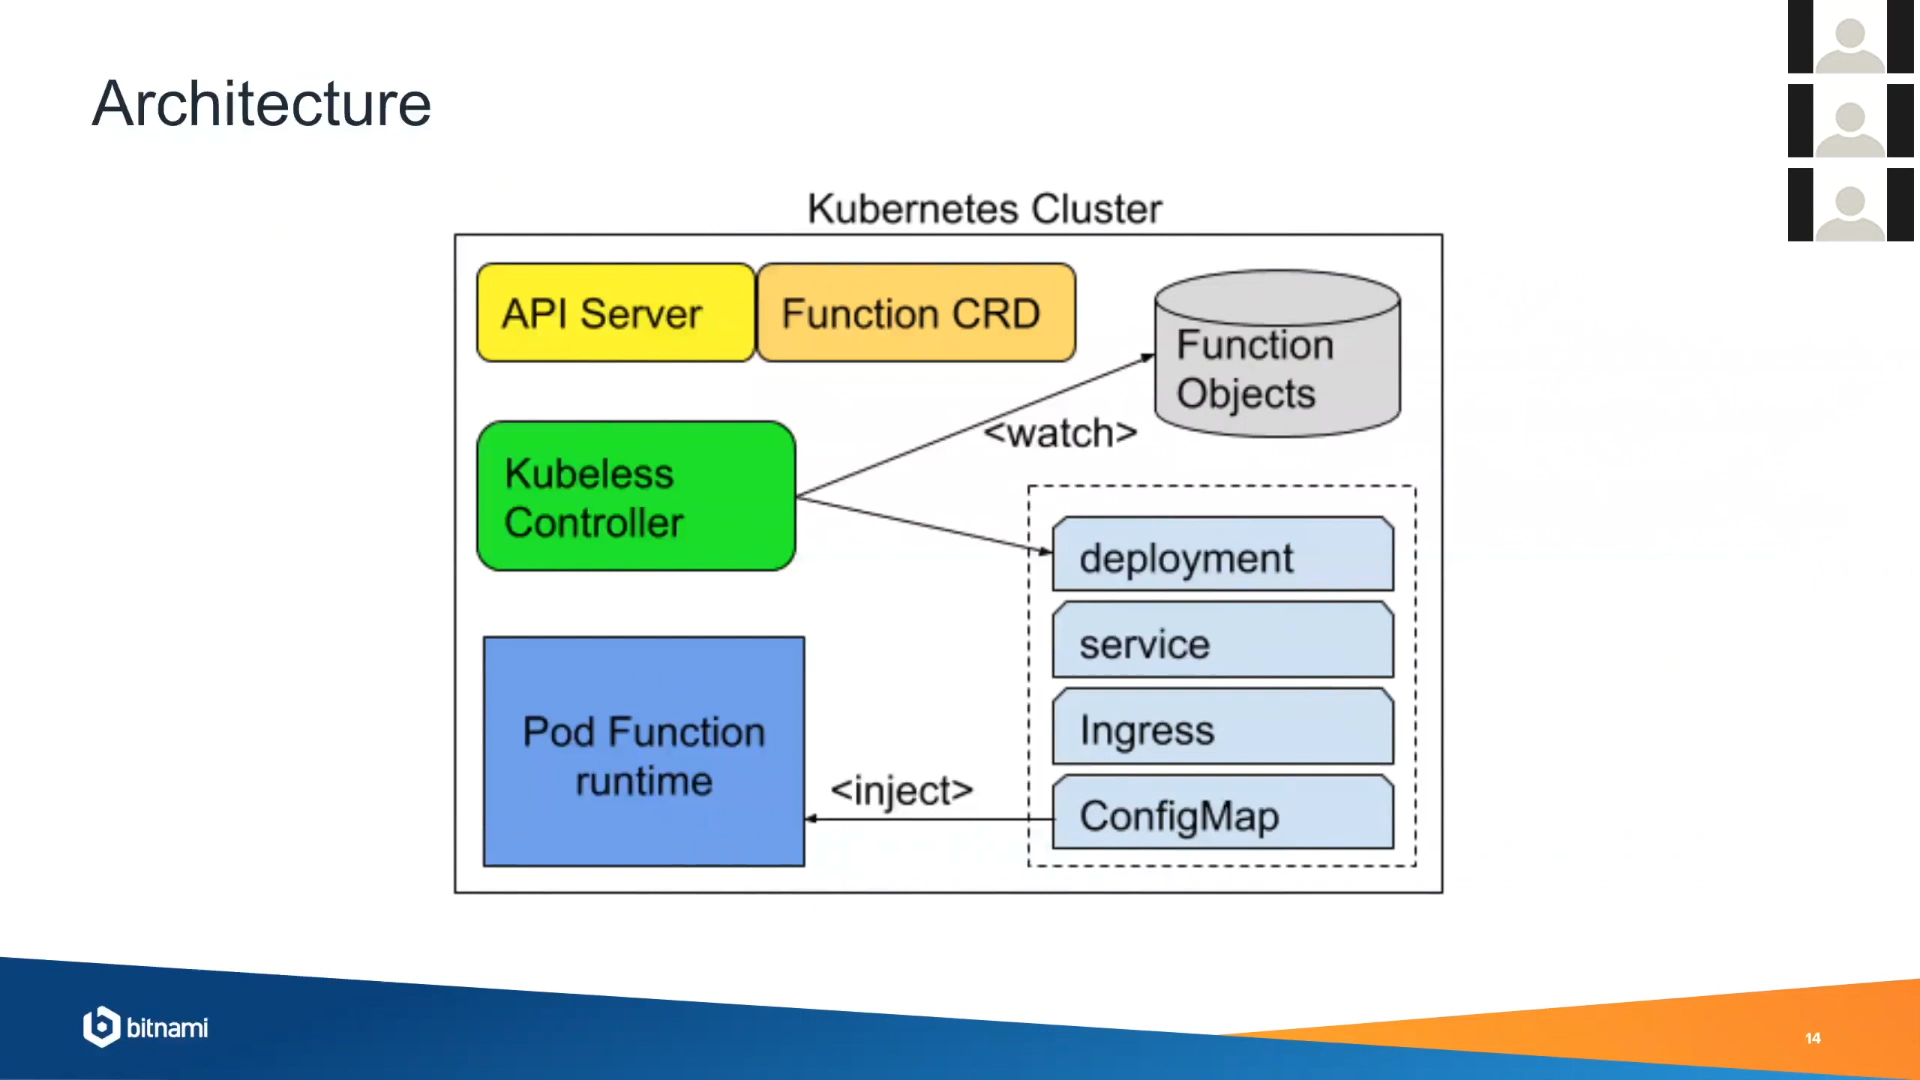 Architecture
Kubernetes Cluster
API Server
Function CRD
Function
Objects
<watch>
Kubeless
Controller
deployment
service
Ingress
ConfigMap
<inject>
Pod Function
runtime
bitnami
14